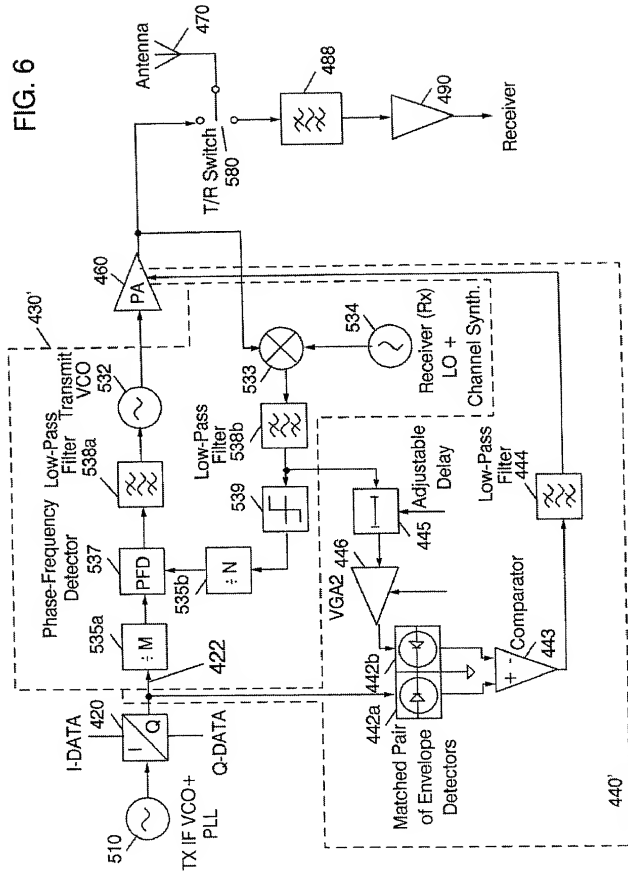 FIG. 6
430'
Antenna
470
T/R Switch
580
488
490
Receiver
460
PA
Transmit
VCO
532
Low-Pass
Filter
538a
Phase-Frequency
Detector
537
PFD
535a
÷ M
422
420
I
Q
I-DATA
Q-DATA
510
TX IF VCO+
PLL
533
534
Receiver (Rx)
LO +
Channel Synth.
Low-Pass
Filter
538b
539
÷ N
535b
Adjustable
Delay
445
446
VGA2
442b
442a
Matched Pair
of Envelope
Detectors
+ -
Comparator
443
Low-Pass
Filter
444
440'